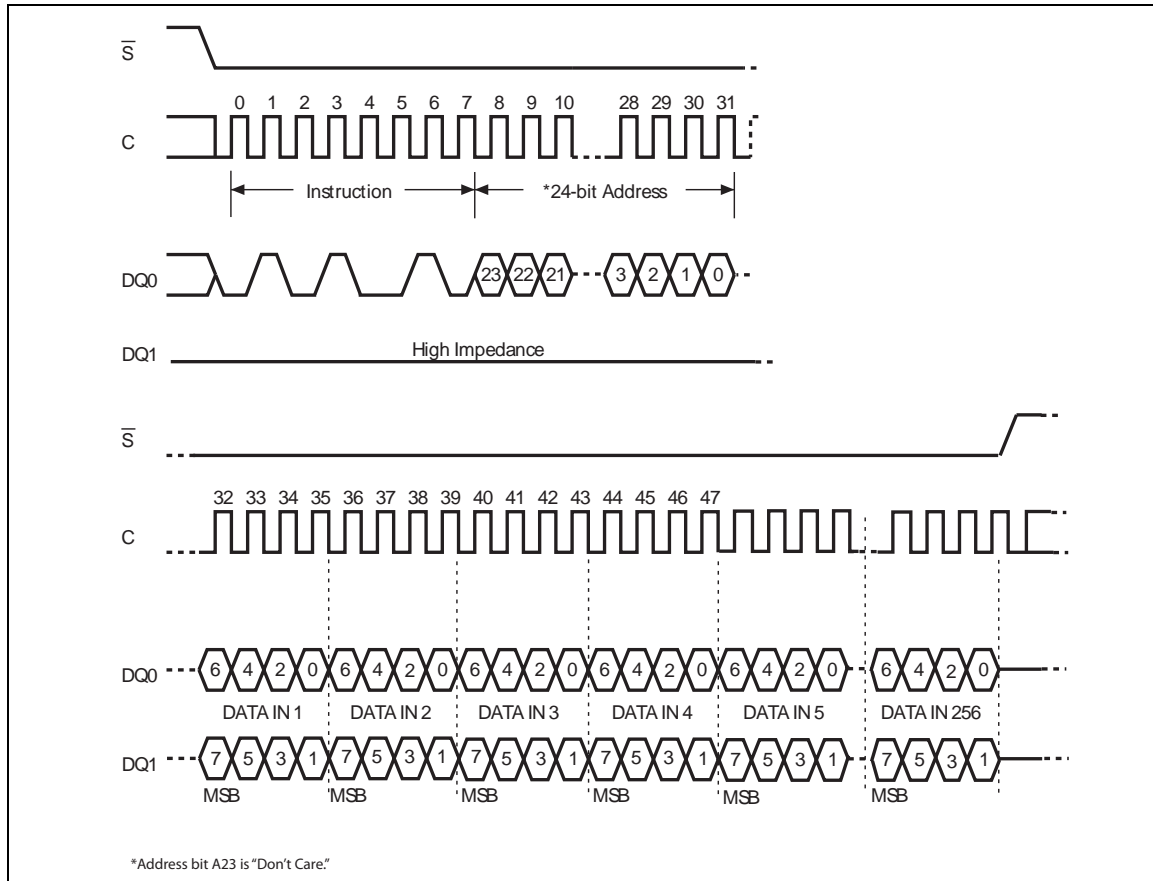 S
0 1 2 3 4 5 6 7 8 9 10 28 29 30 31
C
Instruction *24-bit Address
DQ0 23 22 21 3 2 1 0
High Impedance
DQ1
S
32 33 34 35 36 37 38 39 40 41 42 43 44 45 46 47
C
DQ0 6 4 2 0 6 4 2 0 6 4 2 0 6 4 2 0 6 4 2 0 6 4 2 0
DATA IN 1 DATA IN 2 DATA IN 3 DATA IN 4 DATA IN 5 DATA IN 256
DQ1 7 5 3 1 7 5 3 1 7 5 3 1 7 5 3 1 7 5 3 1 7 5 3 1
MSB MSB MSB MSB MSB MSB
*Address bit A23 is “Don’t Care.”